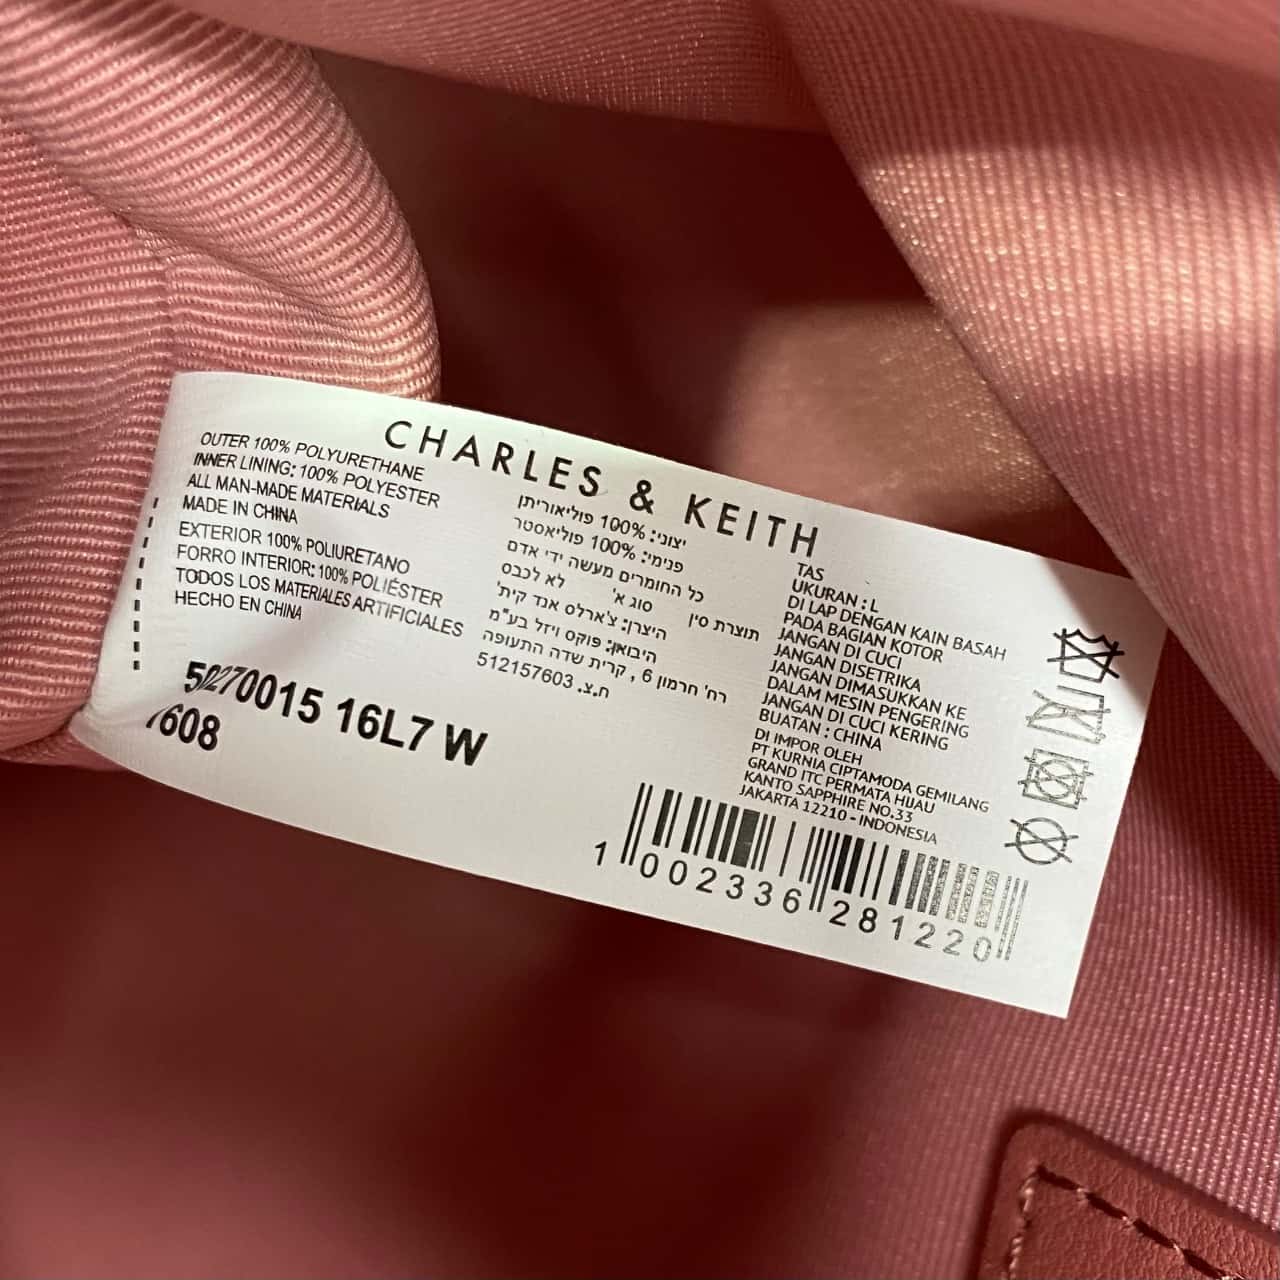 CHARLES & KEITH
OUTER 100% POLYURETHANE
INNER LINING: 100% POLYESTER
ALL MAN-MADE MATERIALS
MADE IN CHINA
EXTERIOR 100% POLIURETANO
FORRO INTERIOR: 100% POLIÉSTER
TODOS LOS MATERIALES ARTIFICIALES
HECHO EN CHINA
יצוני: 100% פוליאוריתן
פנימי: 100% פוליאסטר
כל החומרים מעשה ידי אדם
סוג א' לא לכבס
תוצרת סין
היצרן: צ'ארלס אנד קית'
היבואן: פוקס ויזל בע"מ
רח' חרמון 6, קרית שדה התעופה
ח.צ. 512157603
TAS
UKURAN : L
DI LAP DENGAN KAIN BASAH
PADA BAGIAN KOTOR
JANGAN DI CUCI
JANGAN DISETRIKA
JANGAN DIMASUKKAN KE
DALAM MESIN PENGERING
JANGAN DI CUCI KERING
BUATAN : CHINA
DI IMPOR OLEH
PT KURNIA CIPTAMODA GEMILANG
GRAND ITC PERMATA HIJAU
KANTO SAPPHIRE NO.33
JAKARTA 12210 - INDONESIA
16L7 W
1 002336 281220